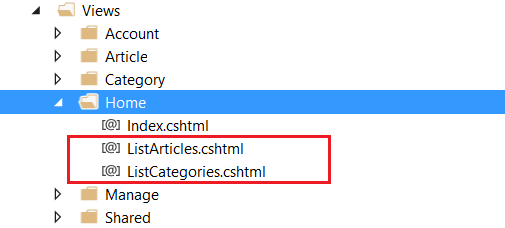 Views
Account
Article
Category
Home
[@] Index.cshtml
[@] ListArticles.cshtml
[@] ListCategories.cshtml
Manage
Shared